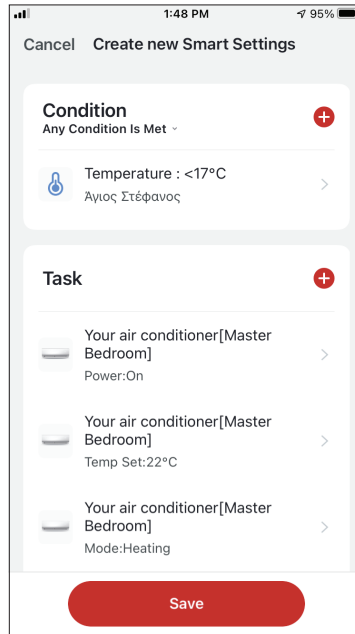 1:48 PM
95%
Cancel Create new Smart Settings
Condition
Any Condition Is Met
Temperature : <17°C
Άγιος Στέφανος
Task
Your air conditioner[Master
Bedroom]
Power:On
Your air conditioner[Master
Bedroom]
Temp Set:22°C
Your air conditioner[Master
Bedroom]
Mode:Heating
Save